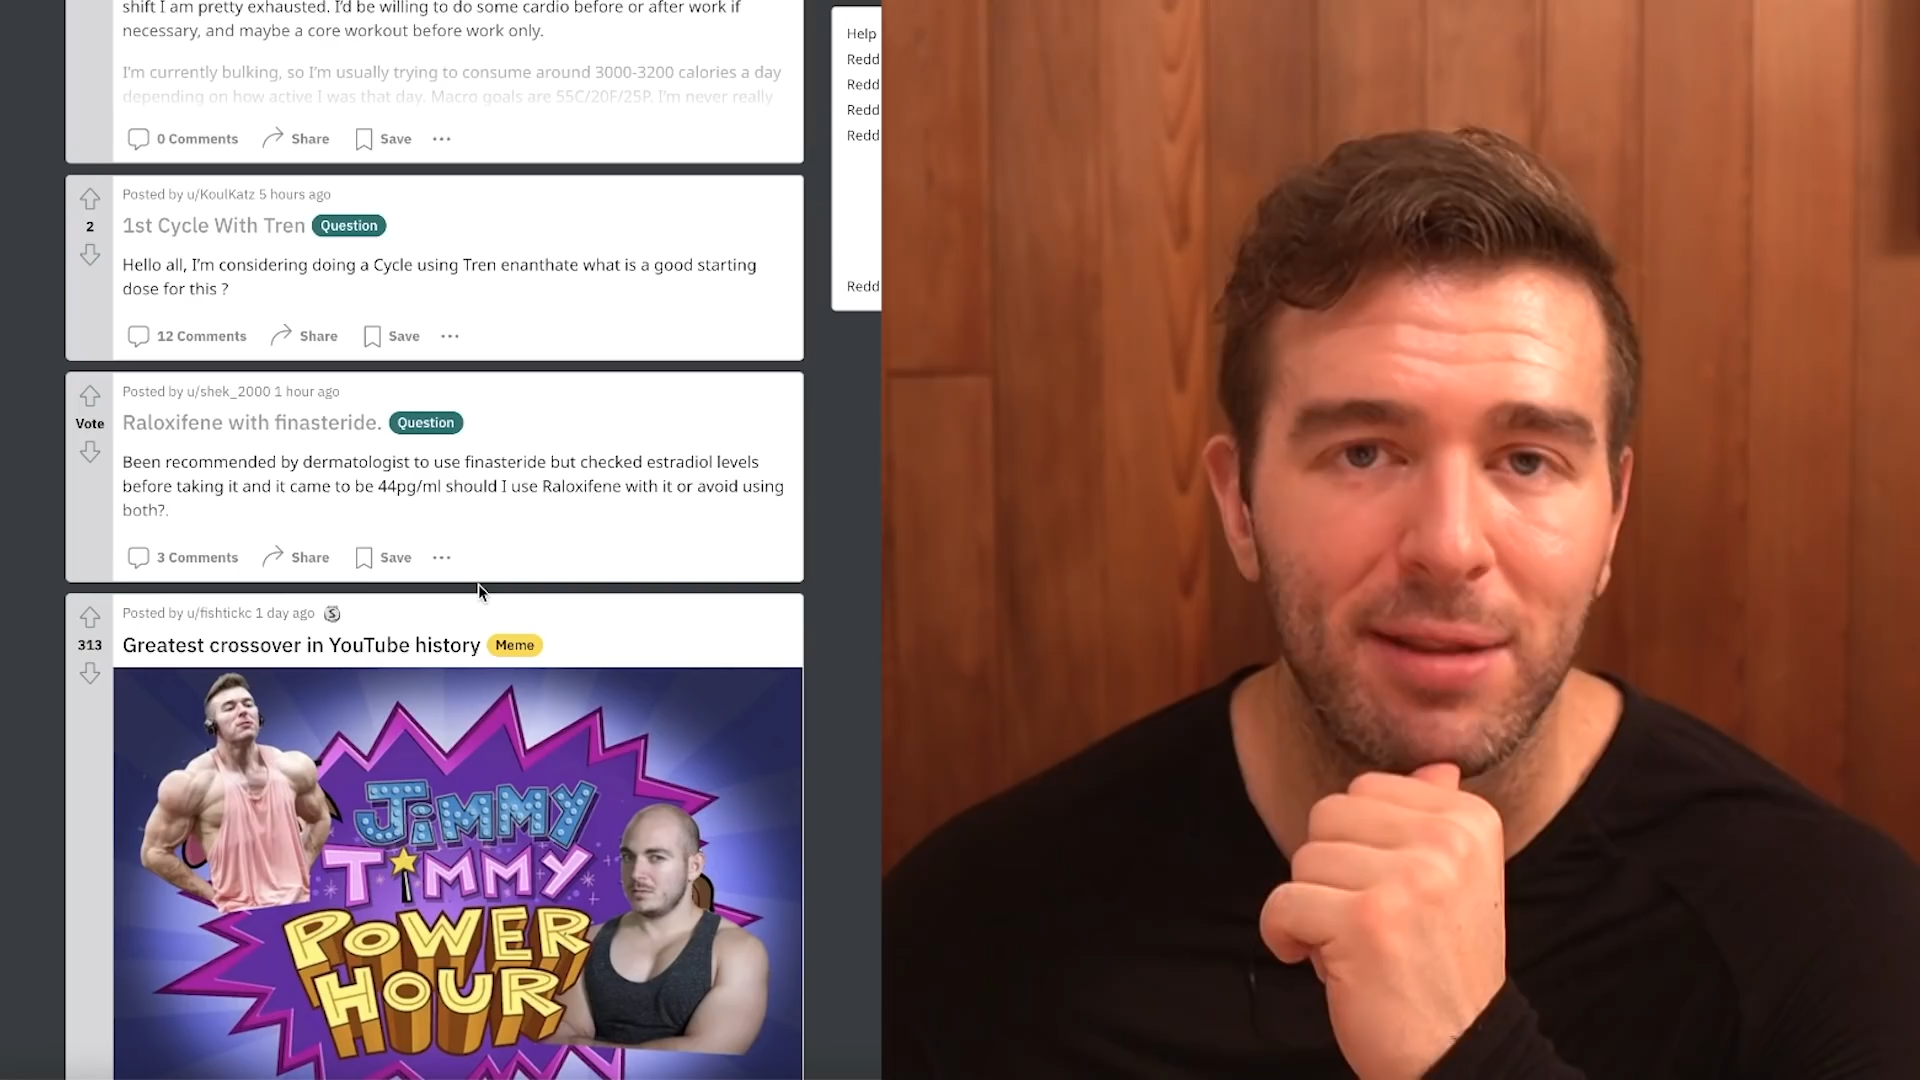 shift I am pretty exhausted. I'd be willing to do some cardio before or after work if
necessary, and maybe a core workout before work only.
I'm currently bulking, so I'm usually trying to consume around 3000-3200 calories a day
depending on how active I was that day. Macro goals are 55C/20F/25P. I'm never really
0 Comments Share Save
2
Posted by u/KoulKatz 5 hours ago
1st Cycle With Tren Question
Hello all, I'm considering doing a Cycle using Tren enanthate what is a good starting
dose for this ?
12 Comments Share Save
Vote
Posted by u/shek_2000 1 hour ago
Raloxifene with finasteride. Question
Been recommended by dermatologist to use finasteride but checked estradiol levels
before taking it and it came to be 44pg/ml should I use Raloxifene with it or avoid using
both?.
3 Comments Share Save
313
Posted by u/fishtickc 1 day ago
Greatest crossover in YouTube history Meme
JIMMY
TIMMY
POWER
HOUR
Help
Redd
Redd
Redd
Redd
Redd